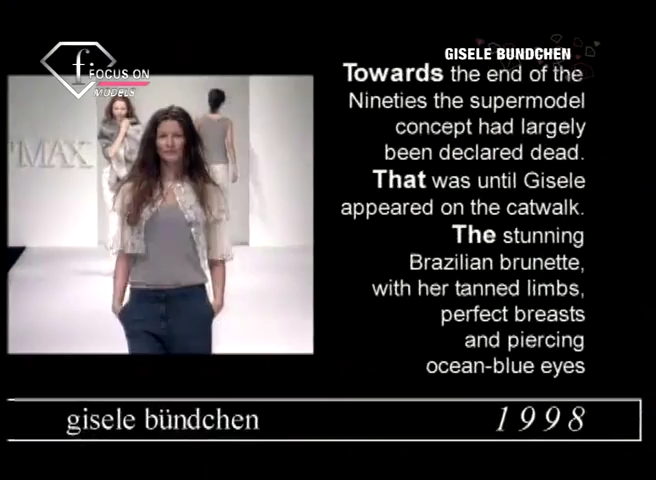 f
FOCUS ON
MODELS
GISELE BUNDCHEN
Towards the end of the
Nineties the supermodel
concept had largely
been declared dead.
That was until Gisele
appeared on the catwalk.
The stunning
Brazilian brunette,
with her tanned limbs,
perfect breasts
and piercing
ocean-blue eyes
MAX
gisele bündchen
1998